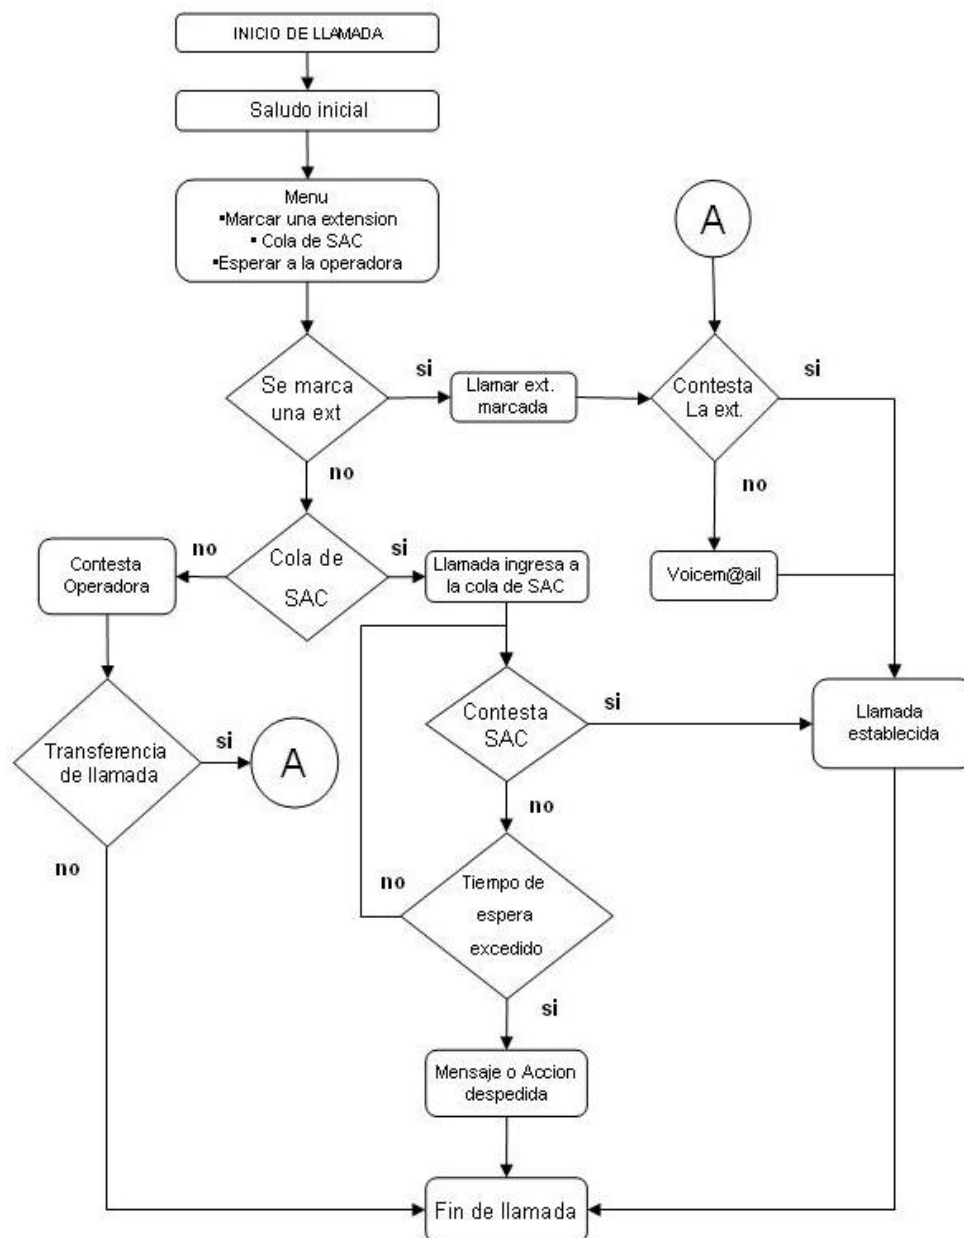 INICIO DE LLAMADA
Saludo inicial
Menu
▪Marcar una extension
▪ Cola de SAC
▪Esperar a la operadora
A
Se marca
una ext
si
Llamar ext.
marcada
Contesta
La ext.
si
no
no
Contesta
Operadora
no
Cola de
SAC
si
Llamada ingresa a
la cola de SAC
Voicem@ail
Transferencia
de llamada
si
A
Contesta
SAC
si
Llamada
establecida
no
no
no
Tiempo de
espera
excedido
si
Mensaje o Accion
despedida
Fin de llamada